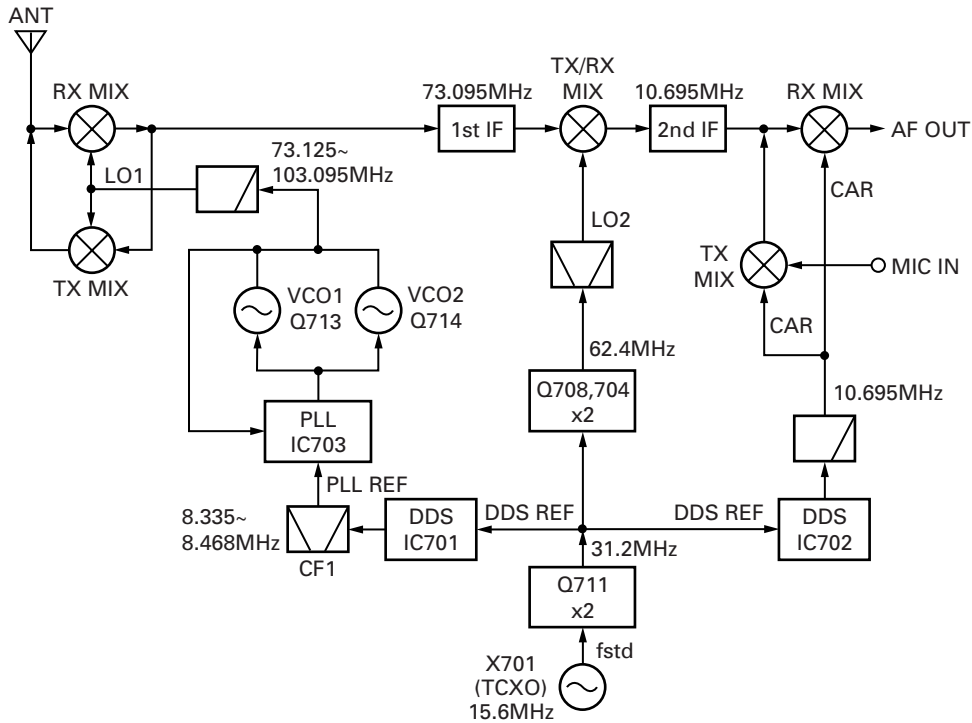 ANT
RX MIX
TX/RX
MIX
73.095MHz
10.695MHz
RX MIX
1st IF
2nd IF
AF OUT
73.125~
103.095MHz
LO1
CAR
LO2
TX MIX
TX
MIX
MIC IN
VCO1
Q713
VCO2
Q714
CAR
62.4MHz
Q708,704
x2
10.695MHz
PLL
IC703
PLL REF
8.335~
8.468MHz
CF1
DDS
IC701
DDS REF
DDS REF
DDS
IC702
31.2MHz
Q711
x2
fstd
X701
(TCXO)
15.6MHz